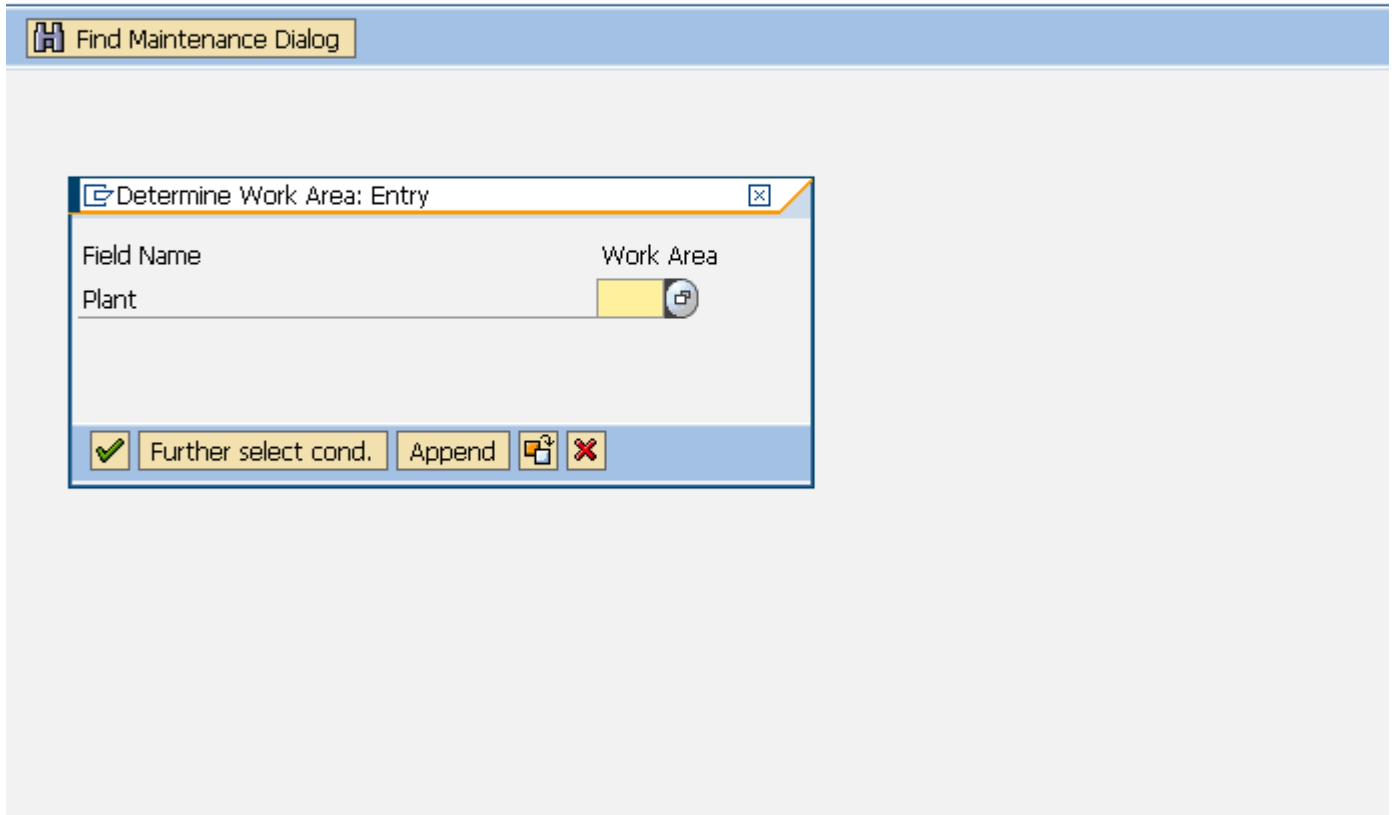 Find Maintenance Dialog
Determine Work Area: Entry
Field Name Work Area
Plant
Further select cond. Append